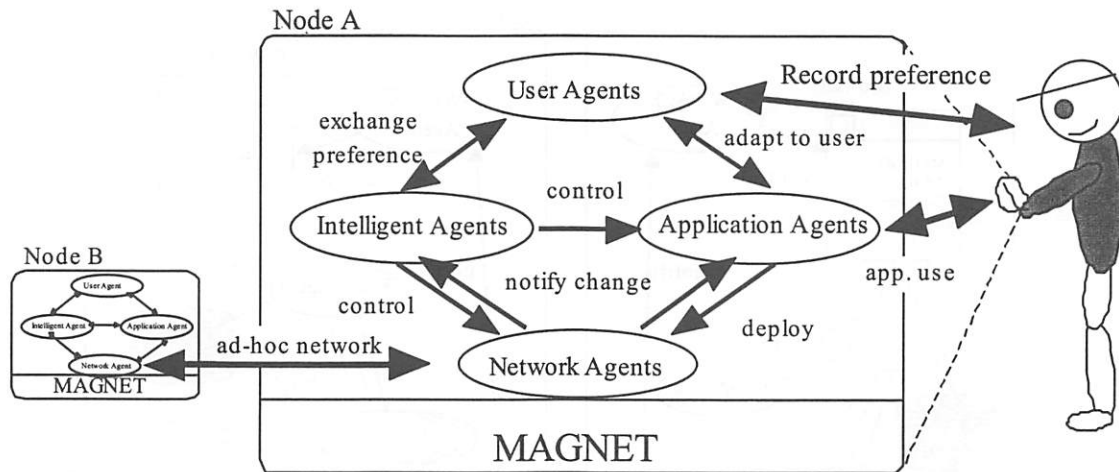 Node A
User Agents
Record preference
exchange
preference
adapt to user
control
Intelligent Agents
Application Agents
Node B
User Agent
Intelligent Agent
Application Agent
Network Agent
MAGNET
notify change
app. use
control
deploy
ad-hoc network
Network Agents
MAGNET